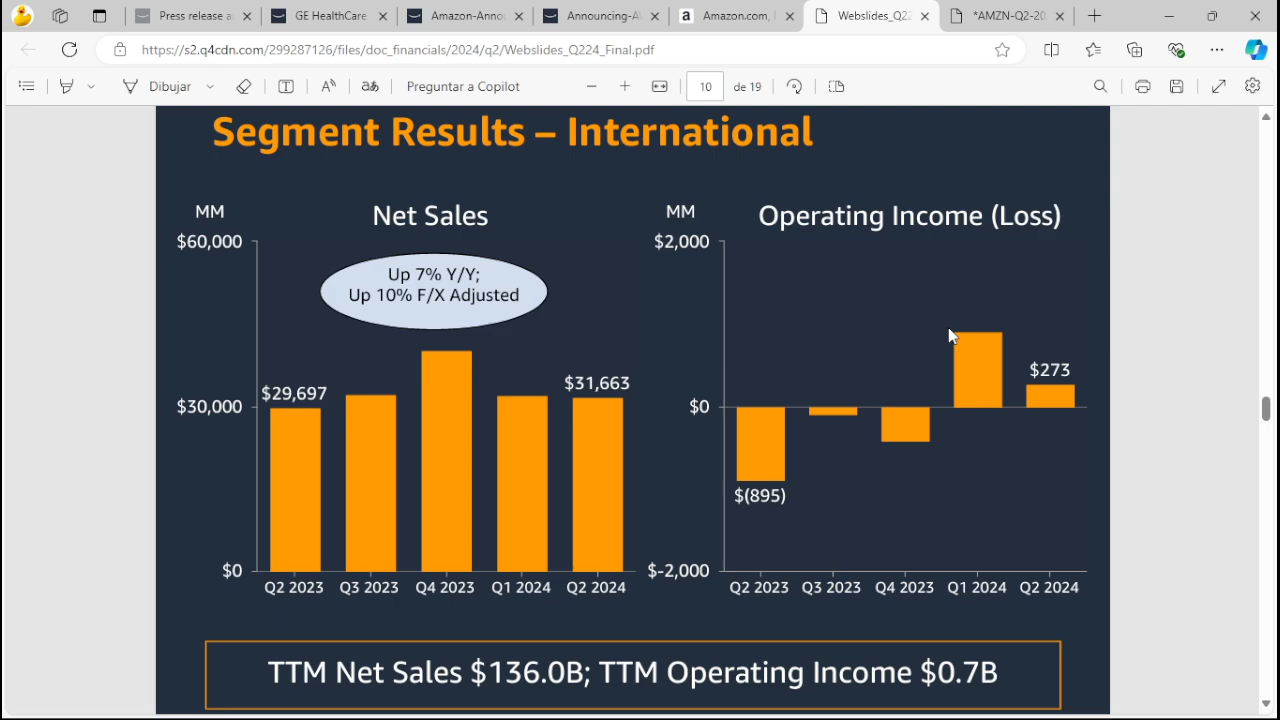 Press release a
GE HealthCare
Amazon-Annou
Announcing-A
Amazon.com, I
Webslides_Q22
*AMZN-Q2-20
https://s2.q4cdn.com/299287126/files/doc_financials/2024/q2/Webslides_Q224_Final.pdf
Dibujar
Preguntar a Copilot
10
de 19
Segment Results – International
MM
Net Sales
$60,000
$30,000
$0
Up 7% Y/Y;
Up 10% F/X Adjusted
$29,697
$31,663
Q2 2023
Q3 2023
Q4 2023
Q1 2024
Q2 2024
MM
Operating Income (Loss)
$2,000
$0
$-2,000
$(895)
$273
Q2 2023
Q3 2023
Q4 2023
Q1 2024
Q2 2024
TTM Net Sales $136.0B; TTM Operating Income $0.7B